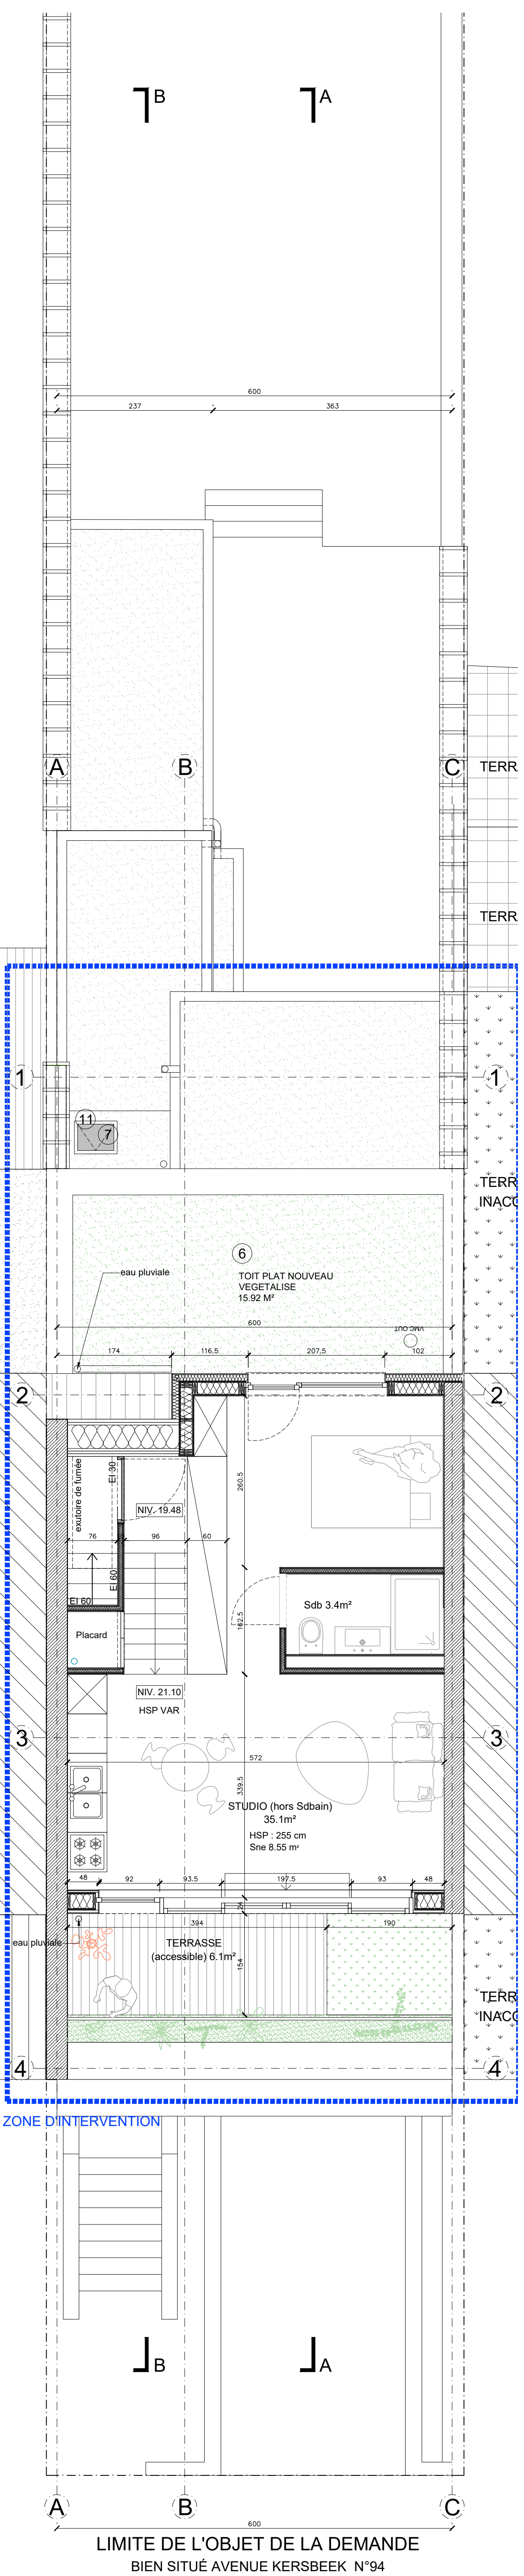 B
A
600
237
363
A
B
C
TERR
TERR
1
1
11
7
TERR
INACC
6
TOIT PLAT NOUVEAU
VEGETALISE
15.92 M²
eau pluviale
VMC OUT
600
174
116.5
207.5
102
2
2
exutoire de fumée
EI 30
NIV. 19.48
260.5
76
96
60
EI 60
EI 60
Sdb 3.4m²
162.5
Placard
NIV. 21.10
HSP VAR
3
3
572
339.5
STUDIO (hors Sdbain)
35.1m²
HSP : 255 cm
Sne 8.55 m²
48
92
93.5
197.5
93
48
24
394
190
eau pluviale
TERRASSE
(accessible) 6.1m²
154
TERR
INACC
4
4
ZONE D'INTERVENTION
B
A
A
B
C
600
LIMITE DE L'OBJET DE LA DEMANDE
BIEN SITUÉ AVENUE KERSBEEK N°94